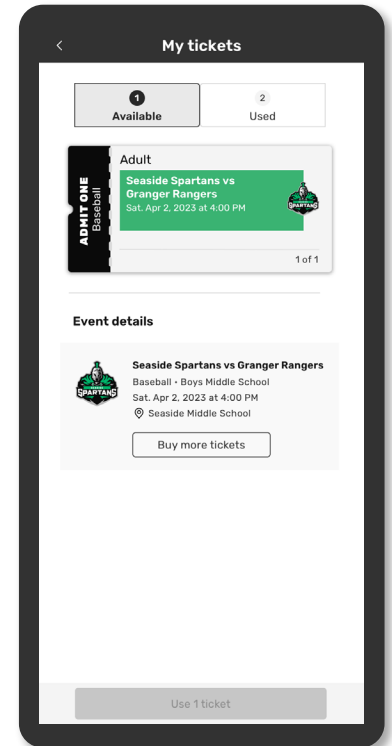 My tickets
1
Available
2
Used
ADMIT ONE
Baseball
Adult
Seaside Spartans vs
Granger Rangers
Sat. Apr 2, 2023 at 4:00 PM
SPARTANS
1 of 1
Event details
SPARTANS
Seaside Spartans vs Granger Rangers
Baseball • Boys Middle School
Sat. Apr 2, 2023 at 4:00 PM
Seaside Middle School
Buy more tickets
Use 1 ticket